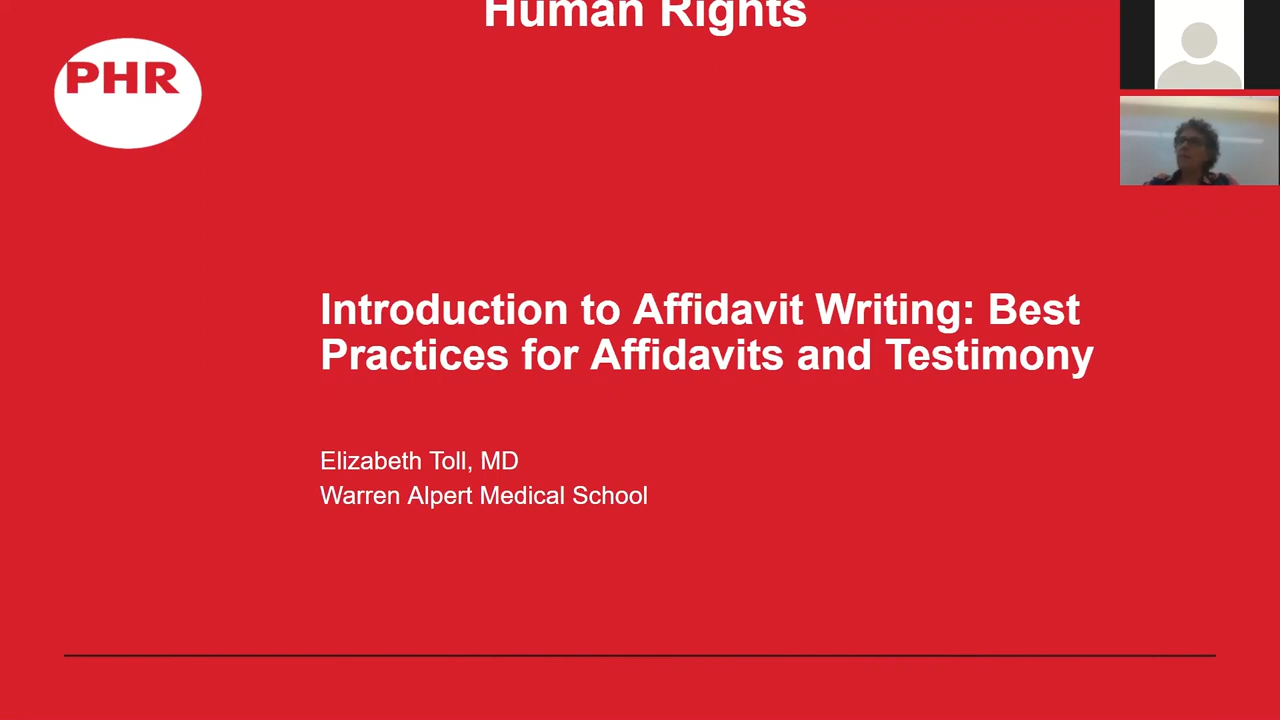 Human Rights
PHR
Introduction to Affidavit Writing: Best
Practices for Affidavits and Testimony
Elizabeth Toll, MD
Warren Alpert Medical School